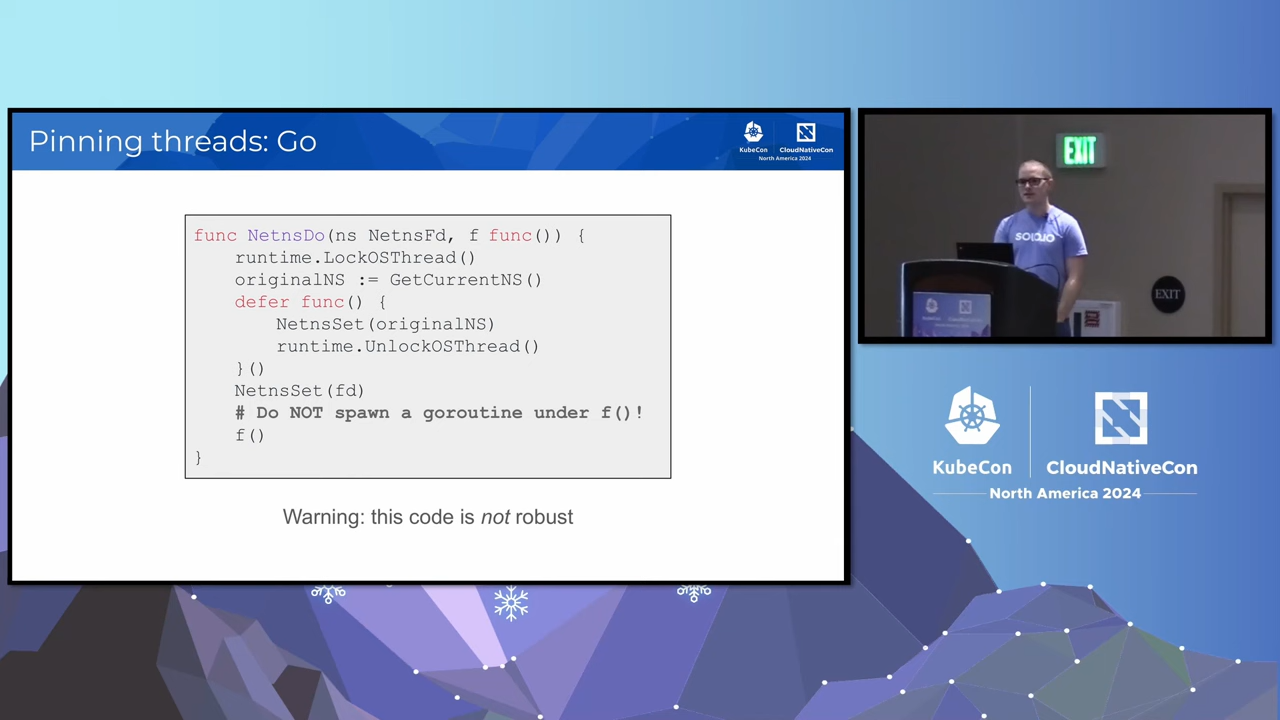 Pinning threads: Go
KubeCon
CloudNativeCon
North America 2024
func NetnsDo(ns NetnsFd, f func()) {
runtime.LockOSThread()
originalNS := GetCurrentNS()
defer func() {
NetnsSet(originalNS)
runtime.UnlockOSThread()
}()
NetnsSet(fd)
# Do NOT spawn a goroutine under f()!
f()
}
Warning: this code is not robust
EXIT
solo.io
EXIT
KubeCon
CloudNativeCon
North America 2024